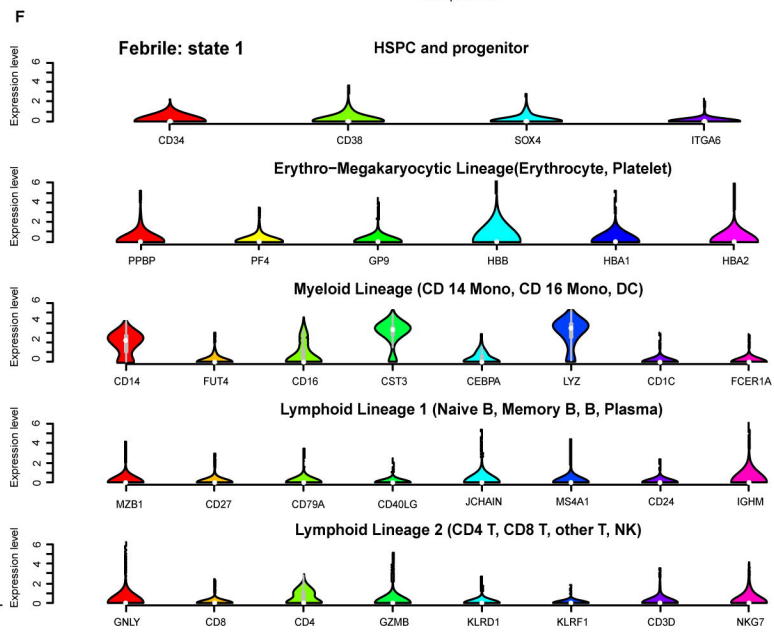 F
Febrile: state 1
HSPC and progenitor
Expression level
0 2 4 6
CD34 CD38 SOX4 ITGA6
Erythro−Megakaryocytic Lineage(Erythrocyte, Platelet)
Expression level
0 2 4 6
PPBP PF4 GP9 HBB HBA1 HBA2
Myeloid Lineage (CD 14 Mono, CD 16 Mono, DC)
Expression level
0 2 4 6
CD14 FUT4 CD16 CST3 CEBPA LYZ CD1C FCER1A
Lymphoid Lineage 1 (Naive B, Memory B, B, Plasma)
Expression level
0 2 4 6
MZB1 CD27 CD79A CD40LG JCHAIN MS4A1 CD24 IGHM
Lymphoid Lineage 2 (CD4 T, CD8 T, other T, NK)
Expression level
0 2 4 6
GNLY CD8 CD4 GZMB KLRD1 KLRF1 CD3D NKG7